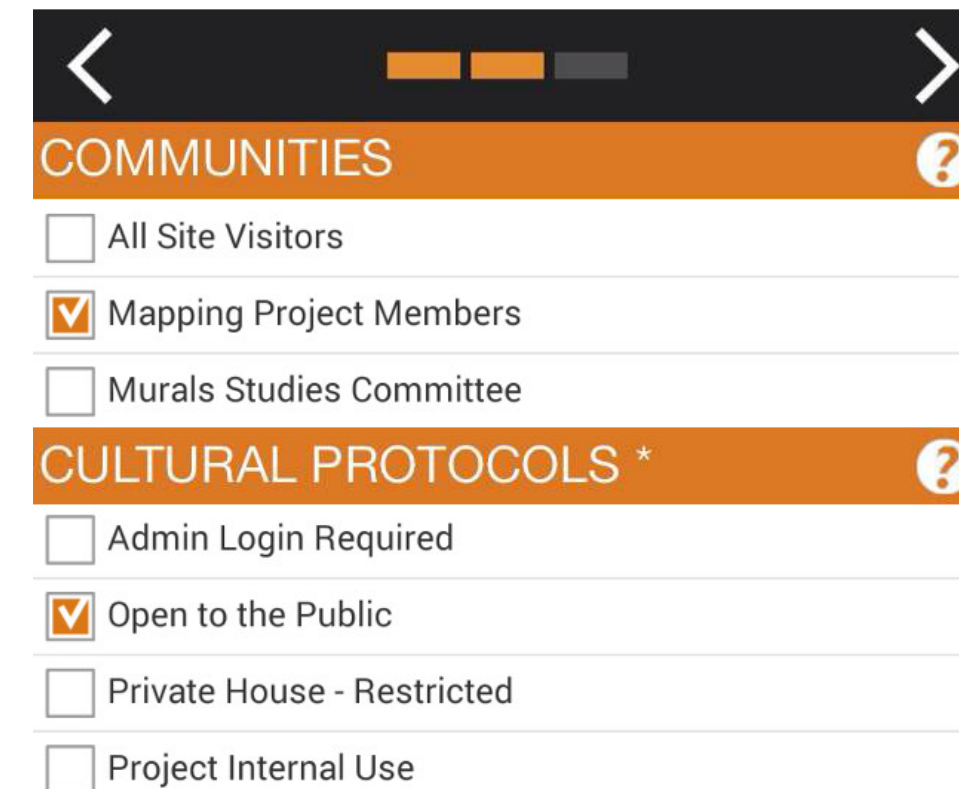 COMMUNITIES ?
All Site Visitors
Mapping Project Members
Murals Studies Committee
CULTURAL PROTOCOLS * ?
Admin Login Required
Open to the Public
Private House - Restricted
Project Internal Use